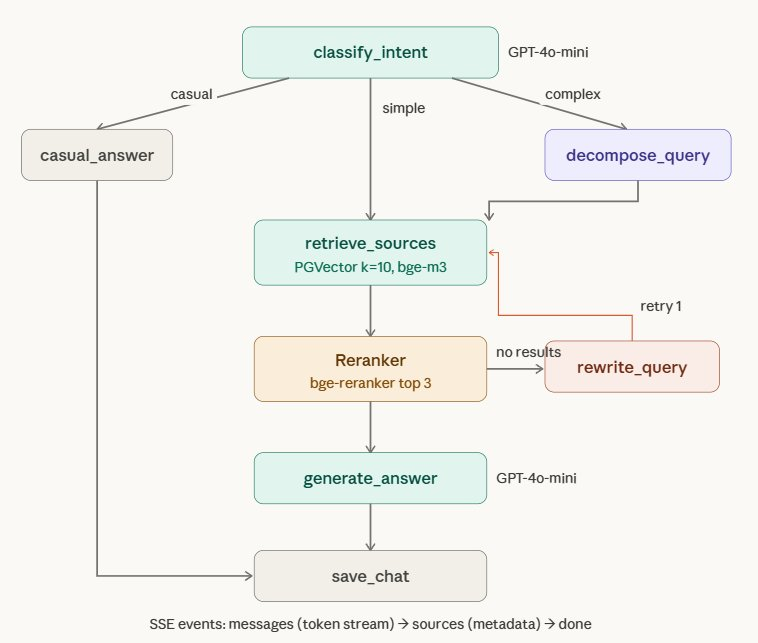 classify_intent
GPT-4o-mini
casual
simple
complex
casual_answer
decompose_query
retrieve_sources
PGVector k=10, bge-m3
retry 1
Reranker
bge-reranker top 3
no results
rewrite_query
generate_answer
GPT-4o-mini
save_chat
SSE events: messages (token stream) → sources (metadata) → done